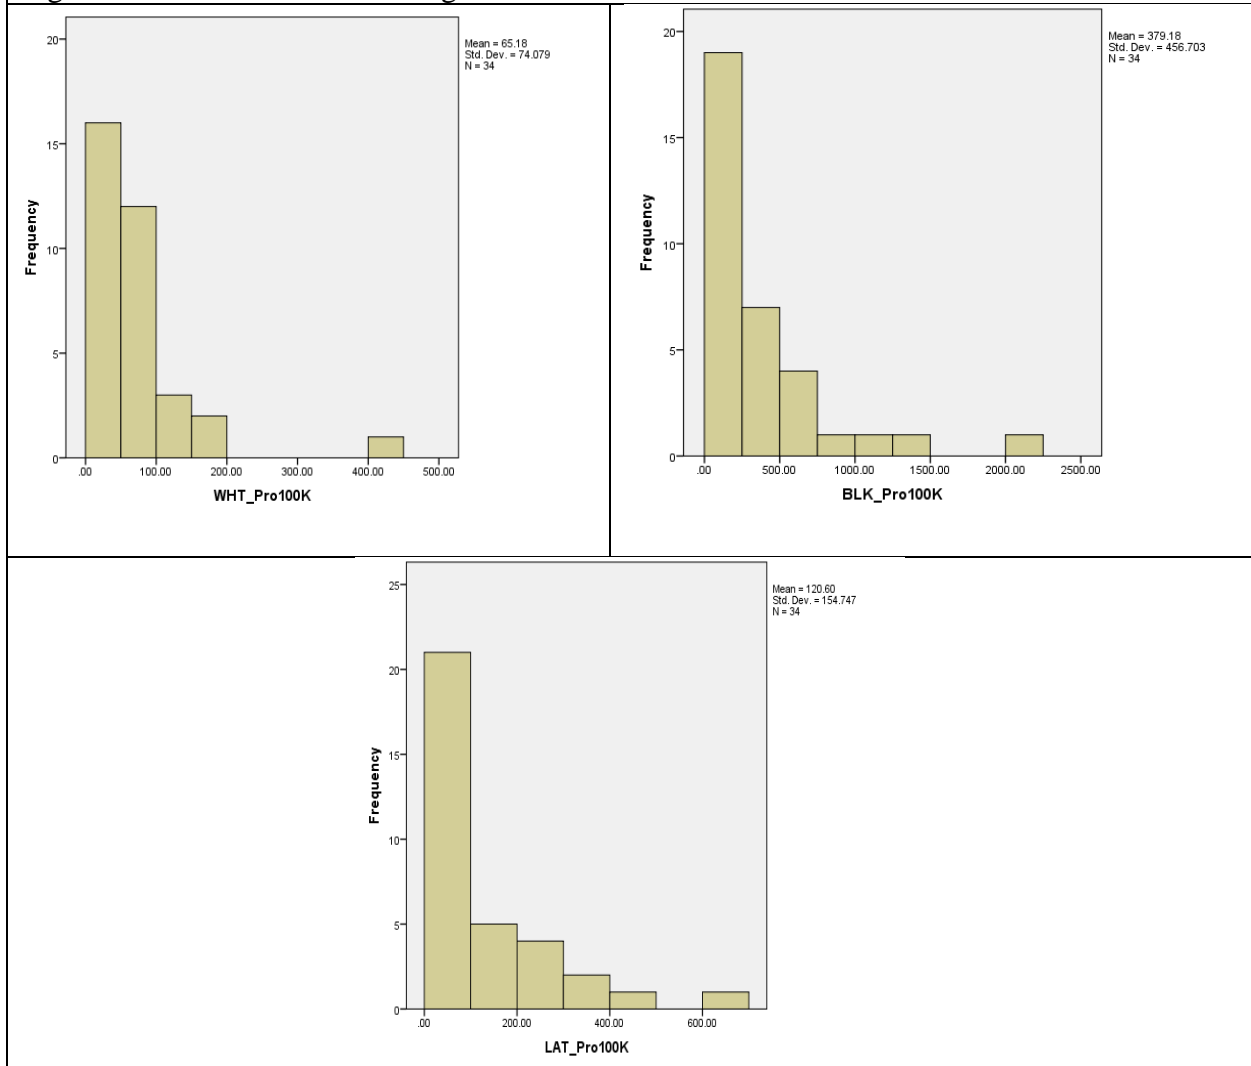 20
15
10
5
0
Frequency
.00 100.00 200.00 300.00 400.00 500.00
WHT_Pro100K
Mean = 65.18
Std. Dev. = 74.079
N = 34
20
15
10
5
0
Frequency
.00 500.00 1000.00 1500.00 2000.00 2500.00
BLK_Pro100K
Mean = 379.18
Std. Dev. = 456.703
N = 34
25
20
15
10
5
0
Frequency
.00 200.00 400.00 600.00
LAT_Pro100K
Mean = 120.60
Std. Dev. = 154.747
N = 34